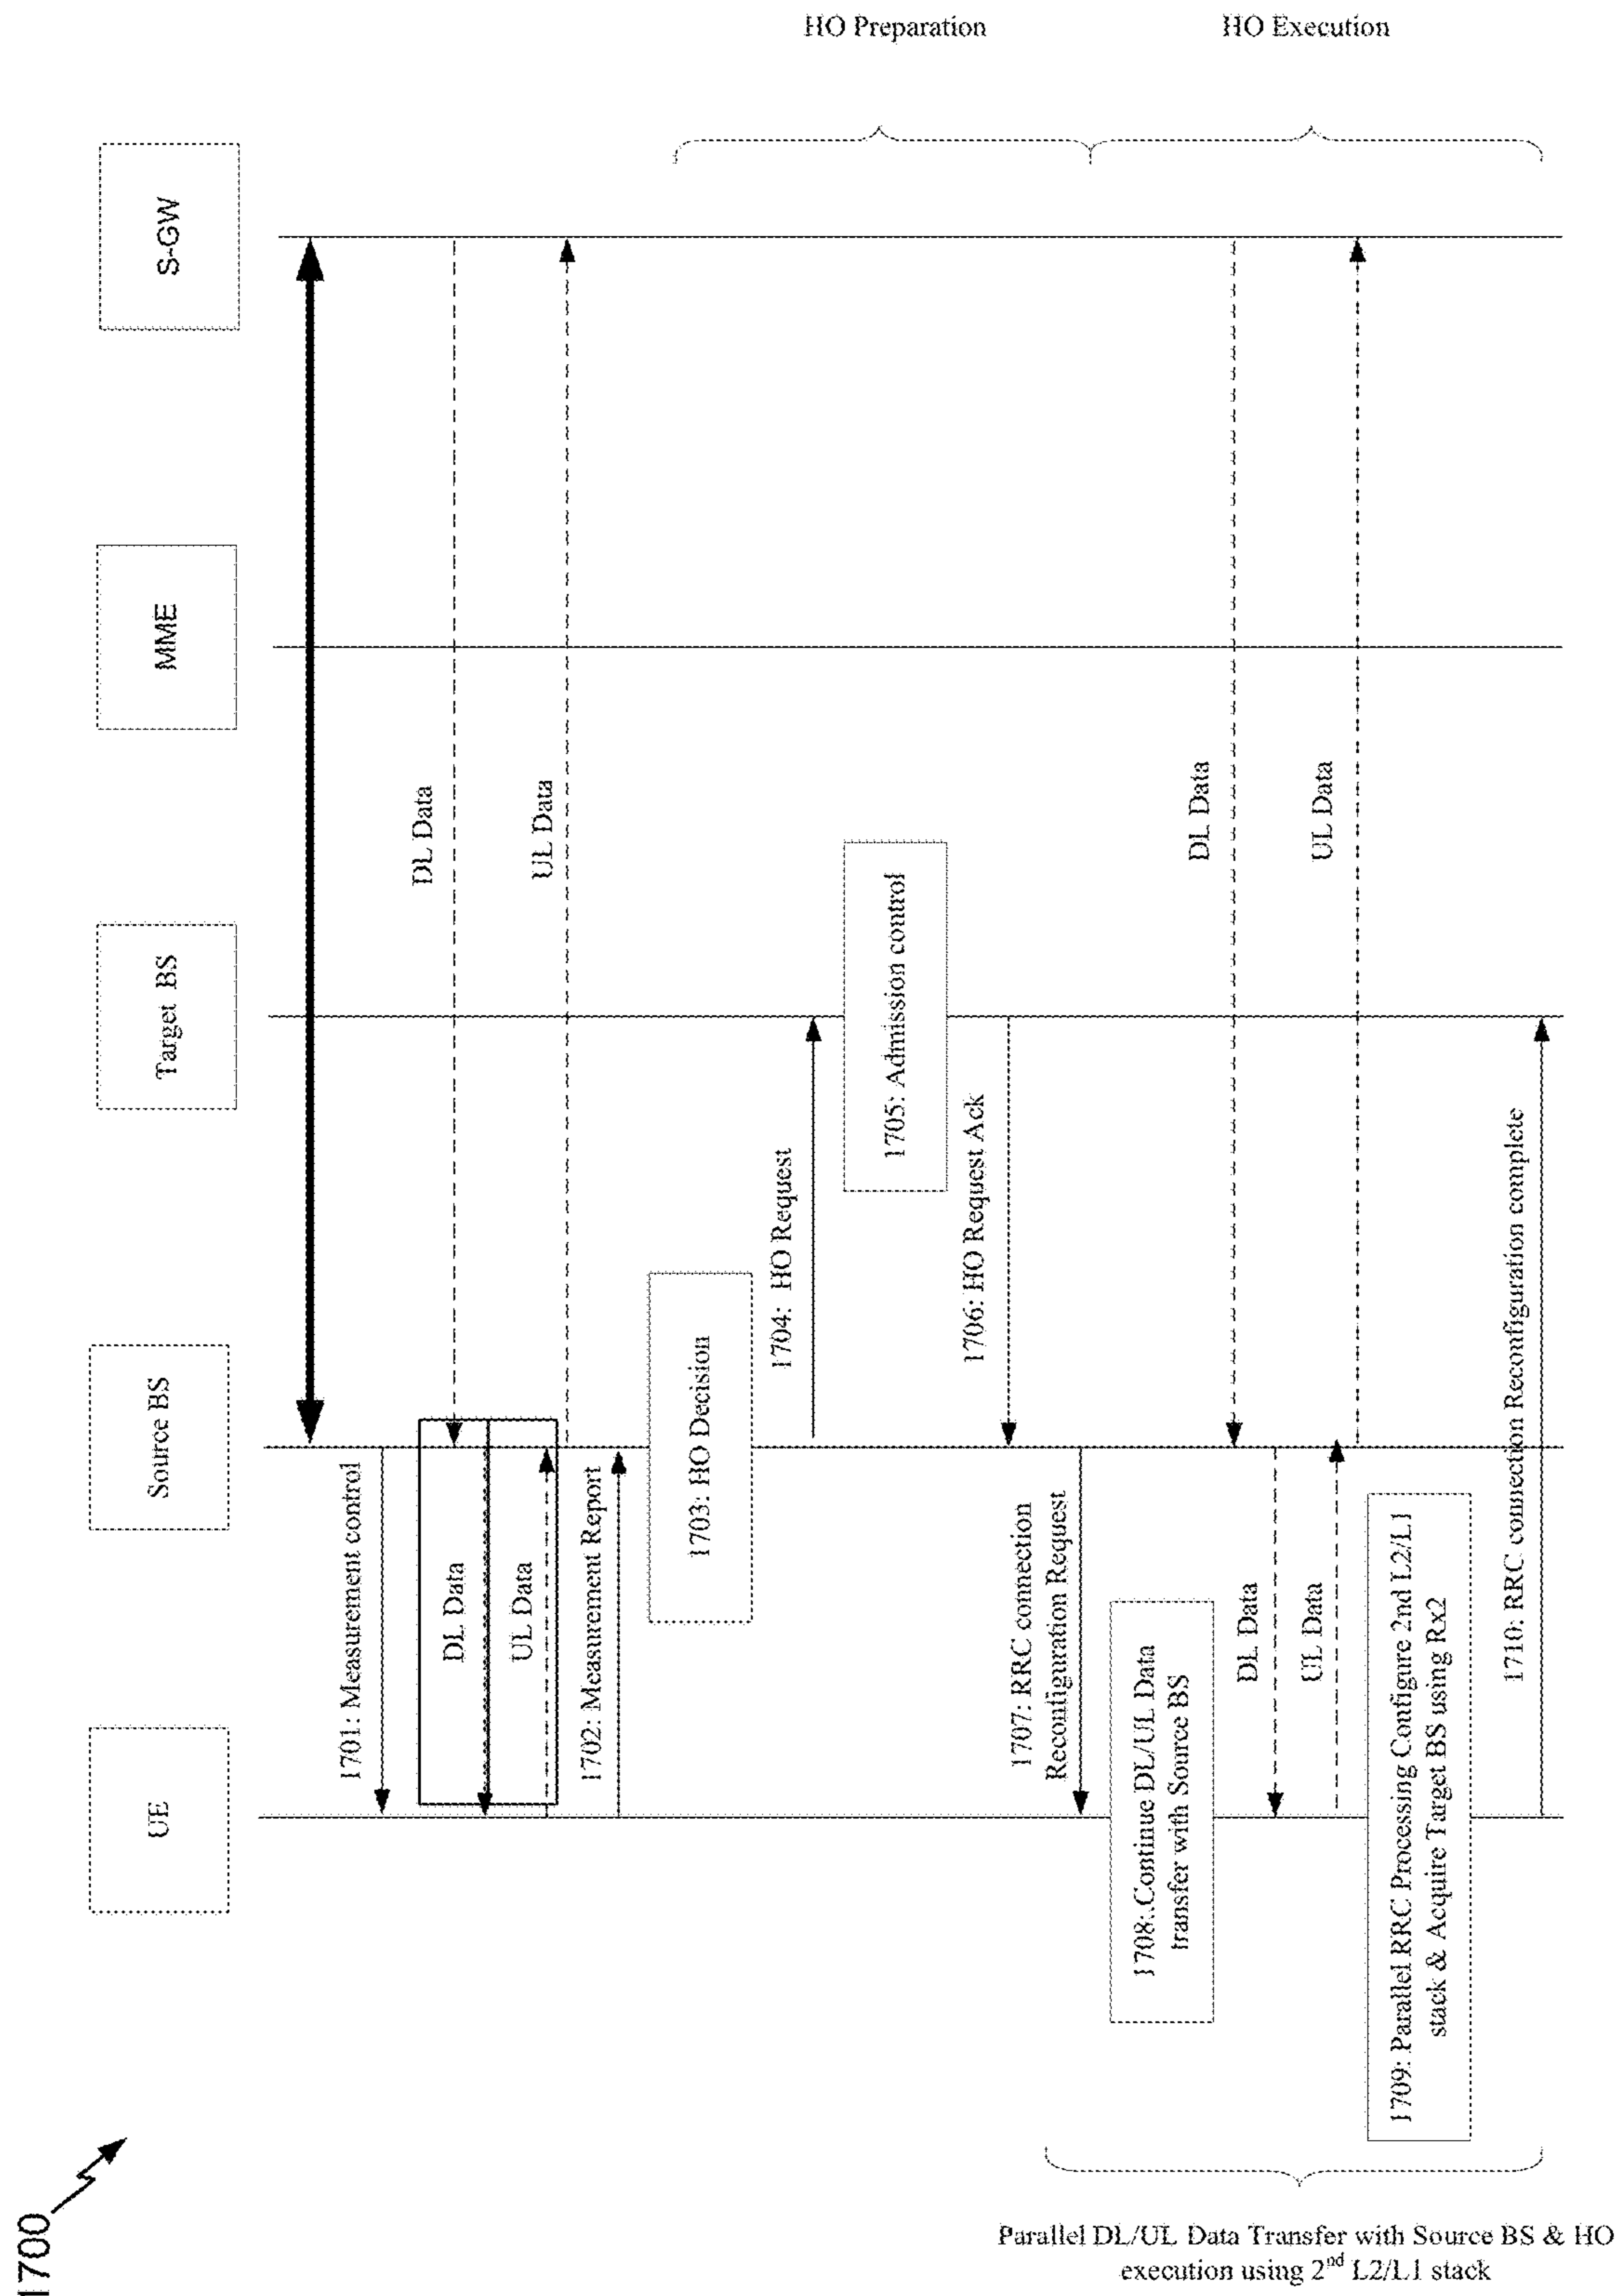 1700
UE
Source BS
Target BS
MME
S-GW
1701: Measurement control
DL Data
DL Data
UL Data
UL Data
1702: Measurement Report
1703: HO Decision
HO Preparation
1704: HO Request
1705: Admission control
1706: HO Request Ack
1707: RRC connection
Reconfiguration Request
HO Execution
1708: Continue DL/UL Data
transfer with Source BS
DL Data
DL Data
UL Data
UL Data
1709: Parallel RRC Processing Configure 2nd L2/L1
stack & Acquire Target BS using Rx2
1710: RRC connection Reconfiguration complete
Parallel DL/UL Data Transfer with Source BS & HO
execution using 2nd L2/L1 stack